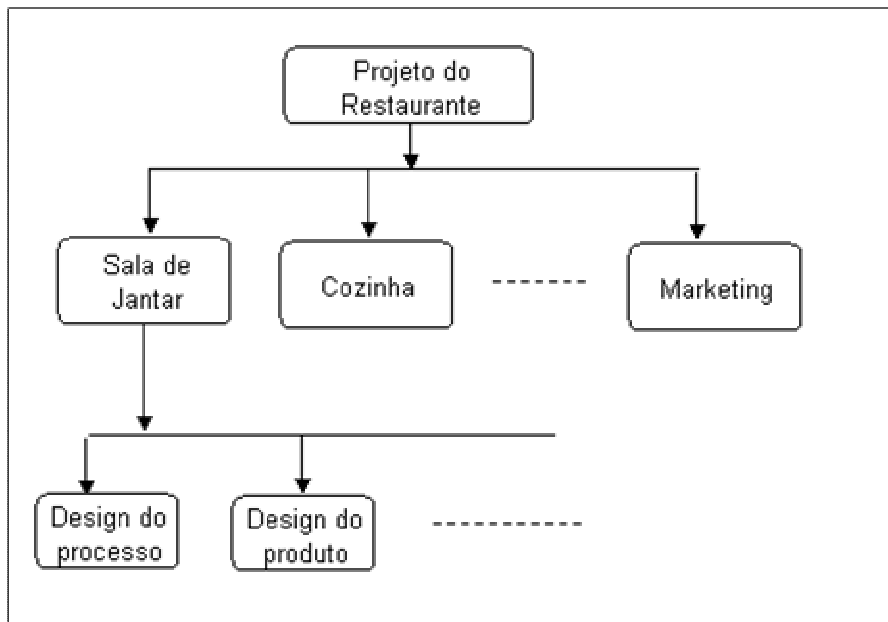 Projeto do
Restaurante
Sala de
Jantar
Cozinha
Marketing
Design do
processo
Design do
produto